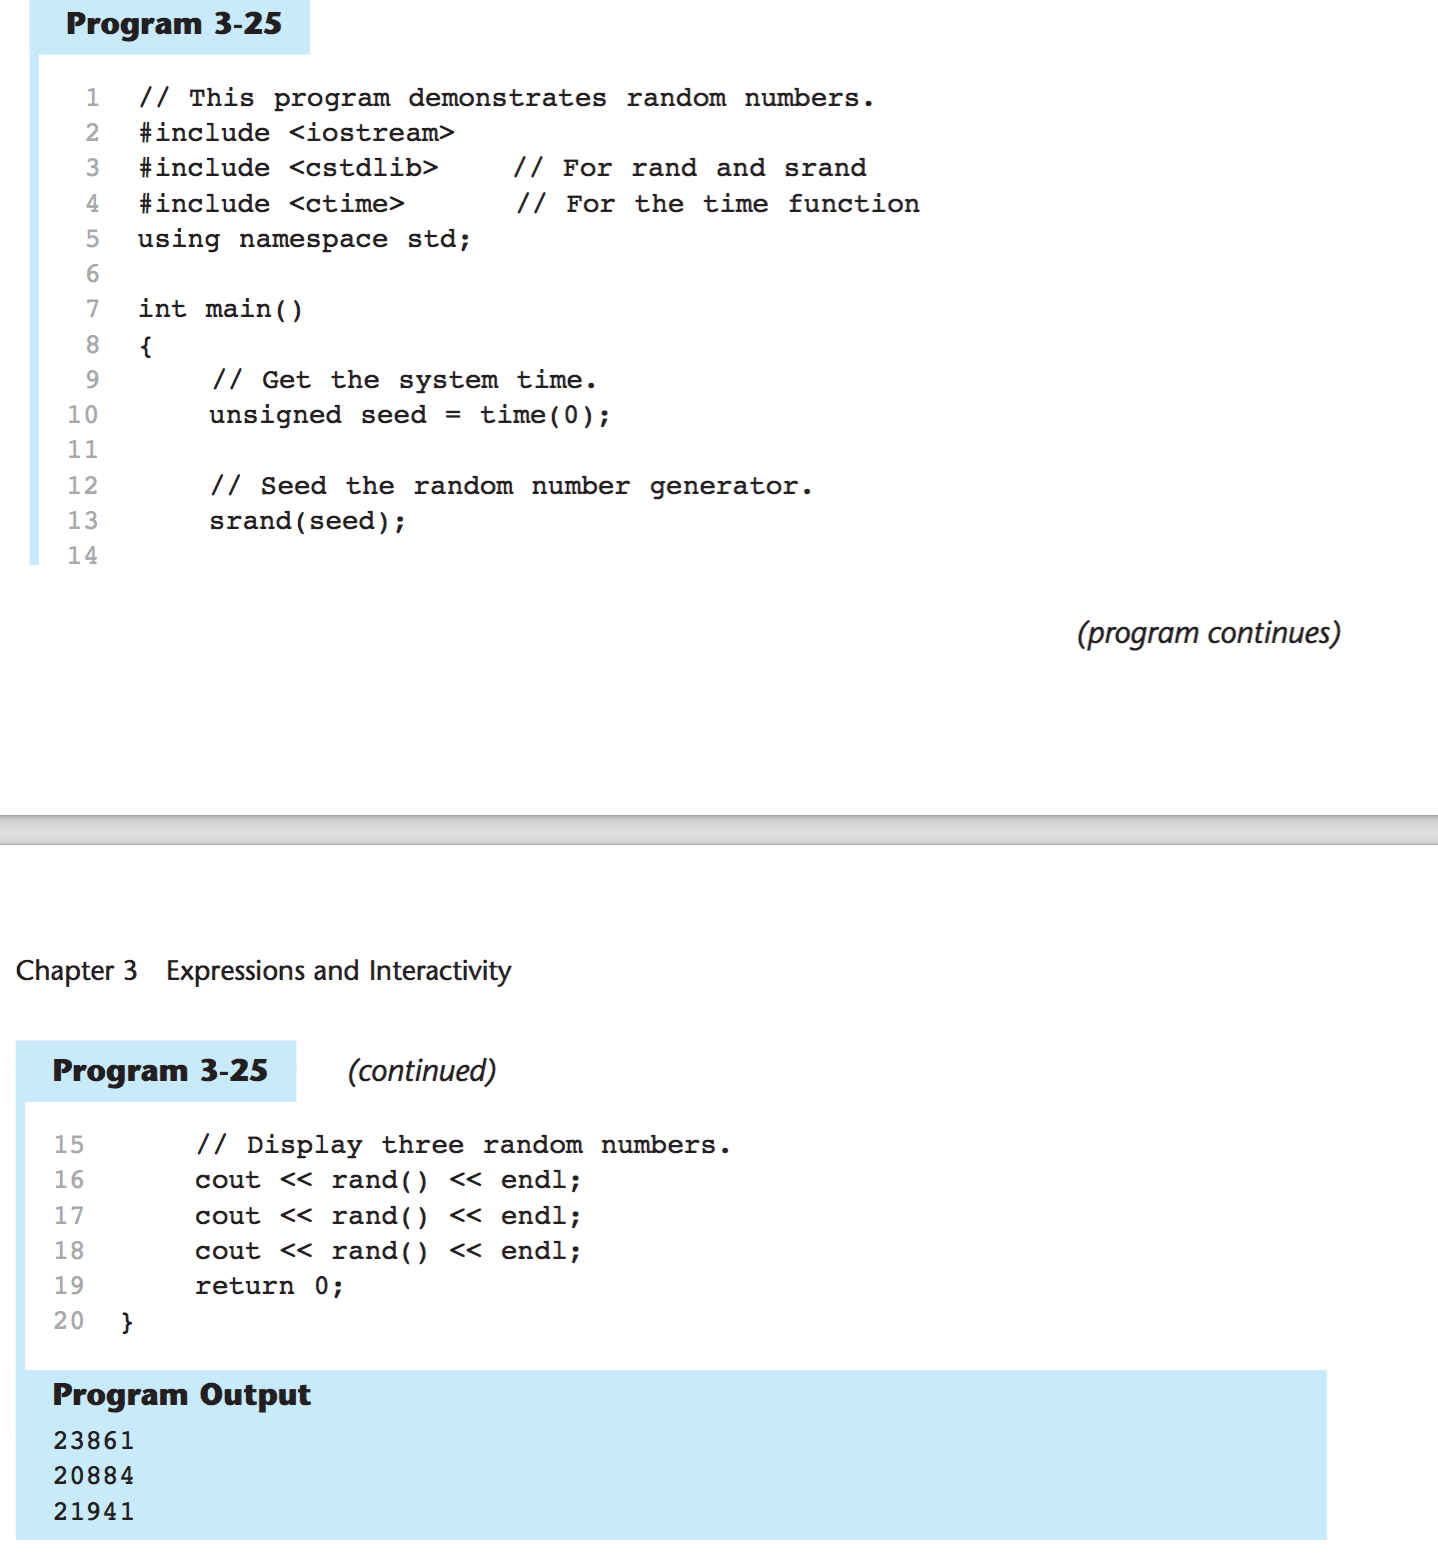 Program 3-25
1 // This program demonstrates random numbers.
2 #include <iostream>
3 #include <cstdlib> // For rand and srand
4 #include <ctime> // For the time function
5 using namespace std;
6
7 int main()
8 {
9 // Get the system time.
10 unsigned seed = time(0);
11
12 // Seed the random number generator.
13 srand(seed);
14
(program continues)
Chapter 3 Expressions and Interactivity
Program 3-25 (continued)
15 // Display three random numbers.
16 cout << rand() << endl;
17 cout << rand() << endl;
18 cout << rand() << endl;
19 return 0;
20 }
Program Output
23861
20884
21941